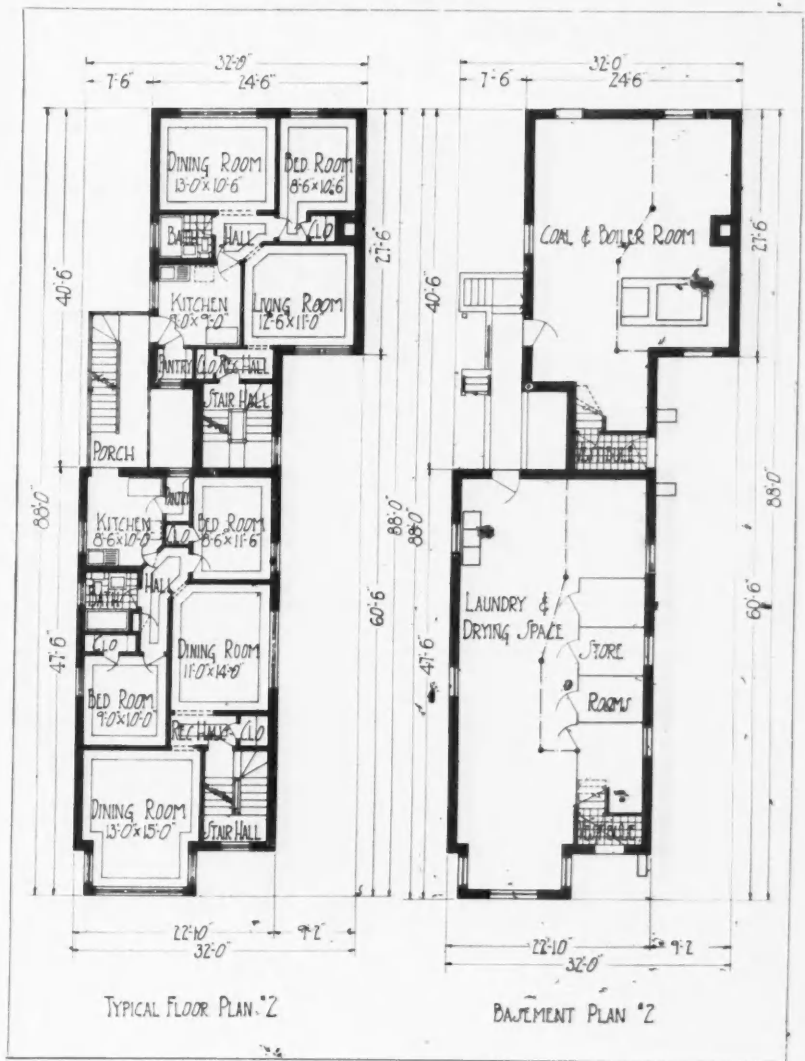 32'-0"
7'-6" 24'-6"
DINING ROOM
13'-0"x10'-6"
BED ROOM
8'-6"x10'-6"
BATH
HALL
CLO
KITCHEN
9'-0"x9'-0"
LIVING ROOM
12'-6"x11'-0"
PANTRY
CLO
REC HALL
STAIR HALL
PORCH
40'-6"
27'-6"
88'-0"
KITCHEN
8'-6"x10'-0"
PANTRY
CLO
BED ROOM
8'-6"x11'-6"
HALL
BATH
DINING ROOM
11'-0"x14'-0"
CLO
BED ROOM
9'-0"x10'-0"
REC HALL
CLO
DINING ROOM
13'-0"x15'-0"
STAIR HALL
47'-6"
60'-6"
88'-0"
22'-10" 9'-2"
32'-0"
TYPICAL FLOOR PLAN #2
32'-0"
7'-6" 24'-6"
COAL & BOILER ROOM
40'-6"
27'-6"
VESTIBULE
88'-0"
88'-0"
LAUNDRY &
DRYING SPACE
STORE
ROOMS
47'-6"
60'-6"
VESTIBULE
22'-10" 9'-2
32'-0"
BASEMENT PLAN #2